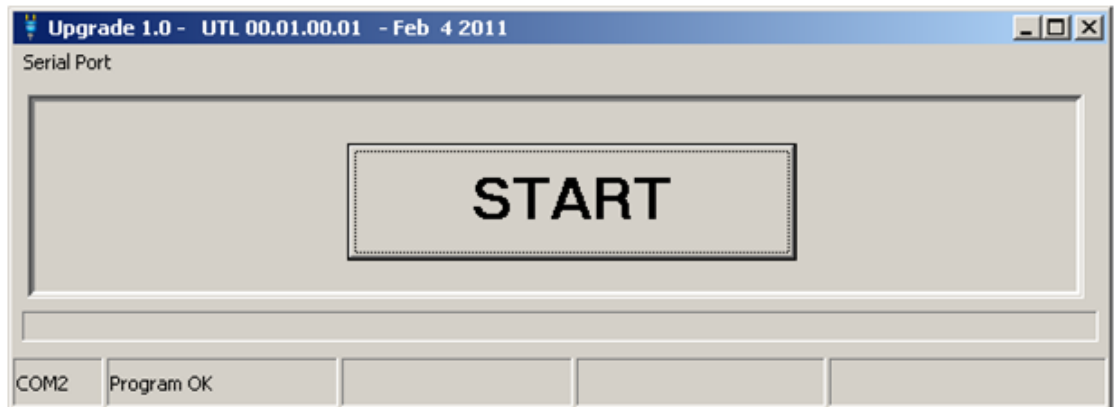 Upgrade 1.0 - UTL 00.01.00.01 - Feb 4 2011
Serial Port
START
COM2 Program OK